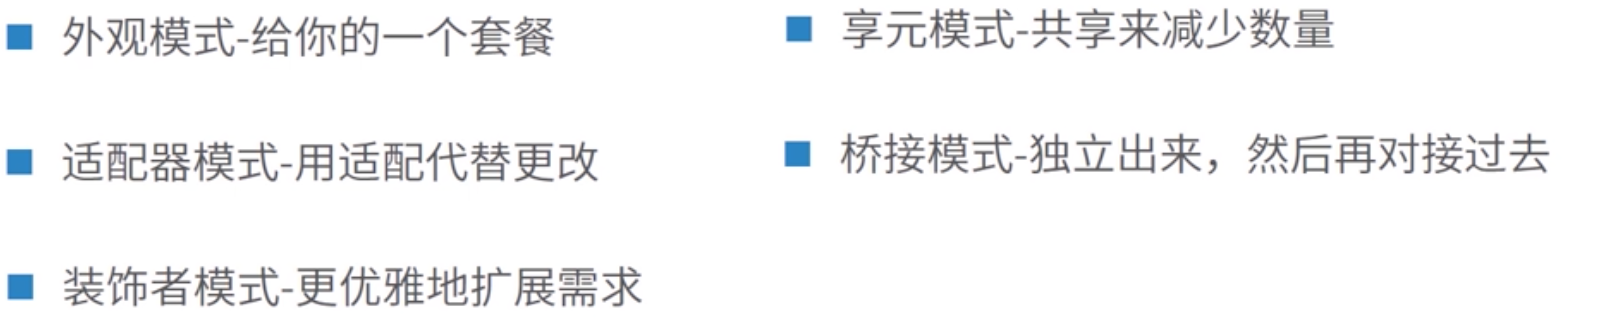 外观模式-给你的一个套餐
适配器模式-用适配代替更改
装饰者模式-更优雅地扩展需求
享元模式-共享来减少数量
桥接模式-独立出来，然后再对接过去